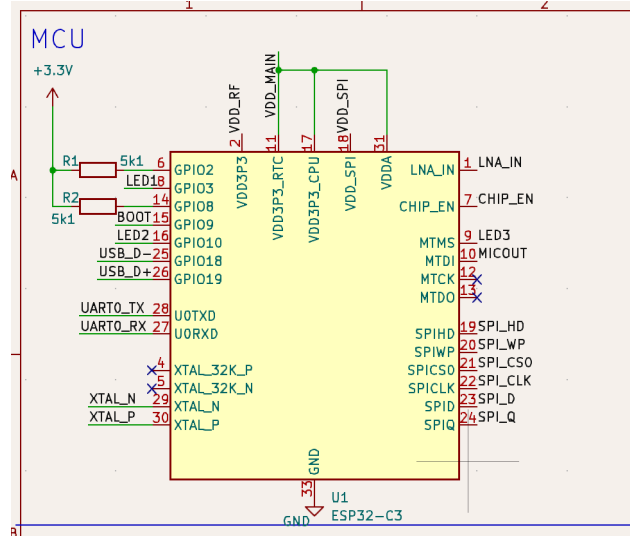 1
2
MCU
+3.3V
VDD_RF
VDD_MAIN
VDD_SPI
2
11
17
18
31
VDD3P3
VDD3P3_RTC
VDD3P3_CPU
VDD_SPI
VDDA
A
R1
5k1
6
GPIO2
LED1
8
GPIO3
R2
5k1
14
GPIO8
BOOT
15
GPIO9
LED2
16
GPIO10
USB_D-
25
GPIO18
USB_D+
26
GPIO19
UART0_TX
28
U0TXD
UART0_RX
27
U0RXD
4
XTAL_32K_P
5
XTAL_32K_N
XTAL_N
29
XTAL_N
XTAL_P
30
XTAL_P
LNA_IN
1
LNA_IN
CHIP_EN
7
CHIP_EN
MTMS
9
LED3
MTDI
10
MICOUT
MTCK
12
MTDO
13
SPIHD
19
SPI_HD
SPIWP
20
SPI_WP
SPICS0
21
SPI_CS0
SPICLK
22
SPI_CLK
SPID
23
SPI_D
SPIQ
24
SPI_Q
GND
33
GND
U1
ESP32-C3
B